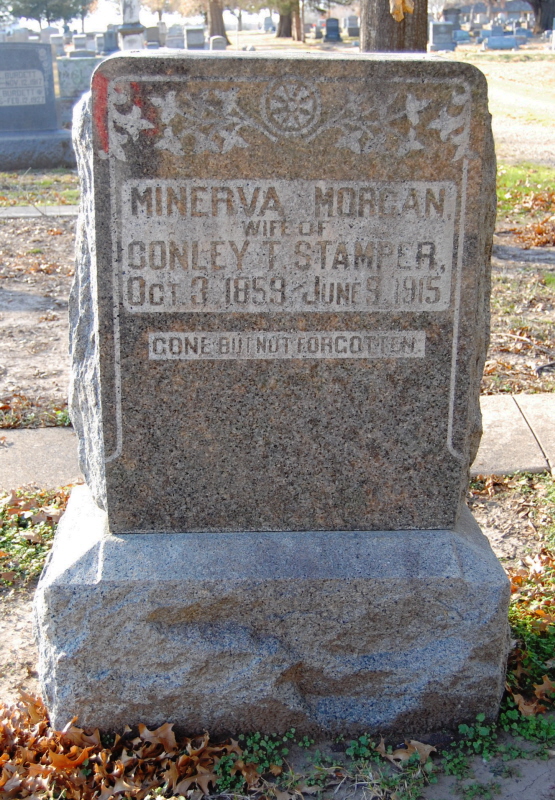 MINERVA MORGAN
WIFE OF
CONLEY T. STAMPER,
OCT. 3, 1859. JUNE 9, 1915.
GONE BUT NOT FORGOTTEN.